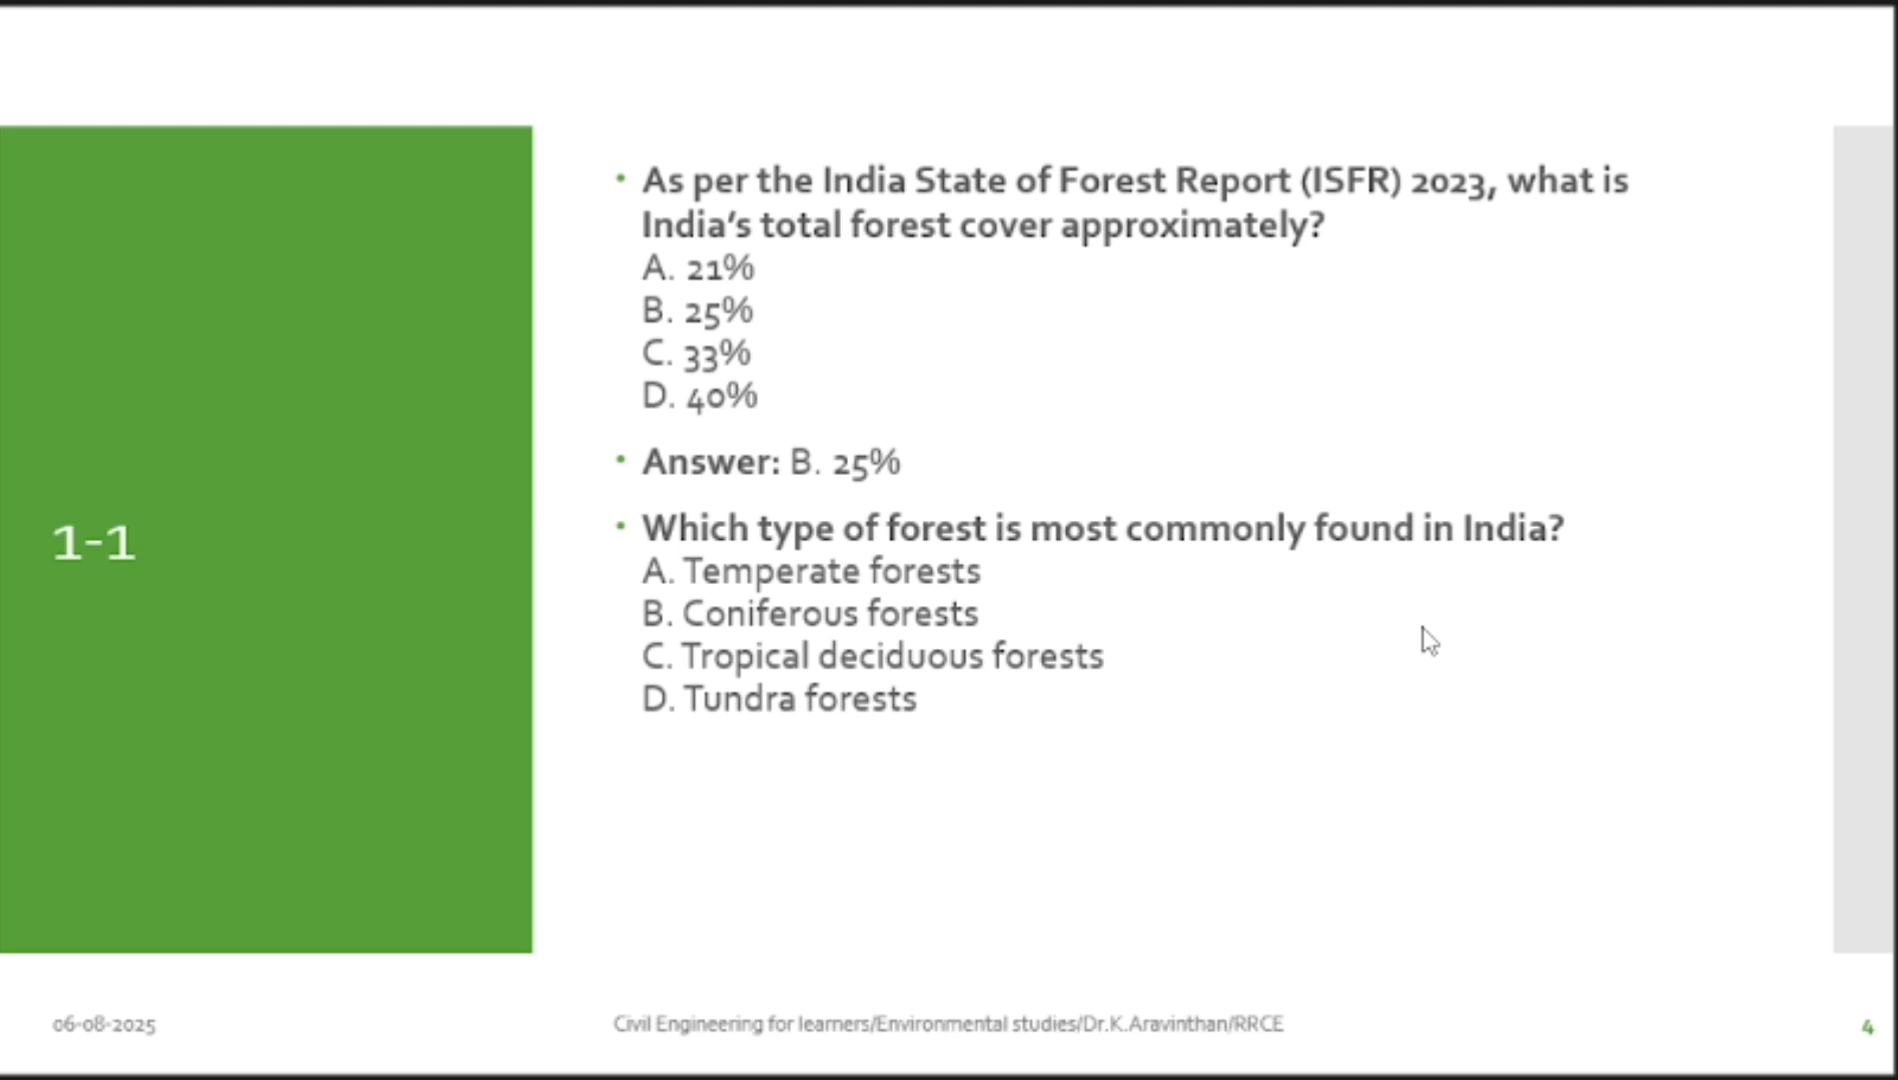 As per the India State of Forest Report (ISFR) 2023, what is
India’s total forest cover approximately?
A. 21%
B. 25%
C. 33%
D. 40%
Answer: B. 25%
1-1
Which type of forest is most commonly found in India?
A. Temperate forests
B. Coniferous forests
C. Tropical deciduous forests
D. Tundra forests
06-08-2025
Civil Engineering for learners/Environmental studies/Dr.K.Aravinthan/RRCE
4